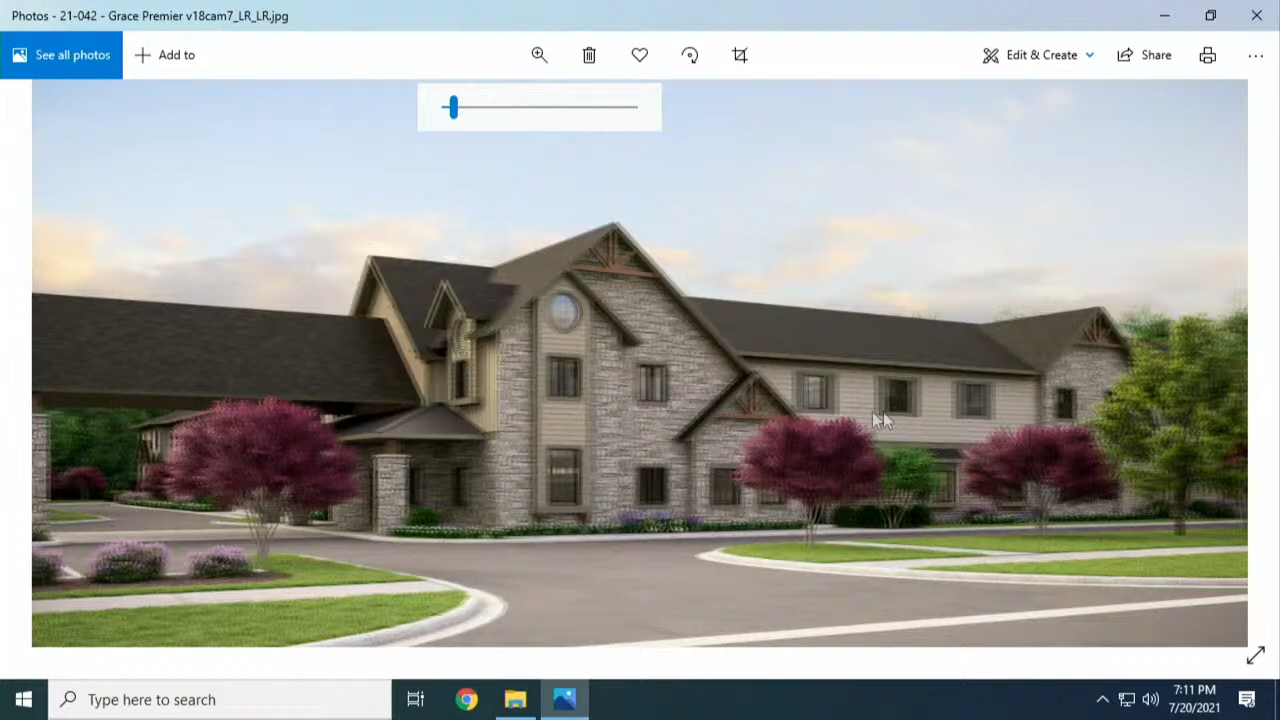 Photos - 21-042 - Grace Premier v18cam7_LR_LR.jpg
See all photos
Add to
Edit & Create
Share
Type here to search
7:11 PM
7/20/2021